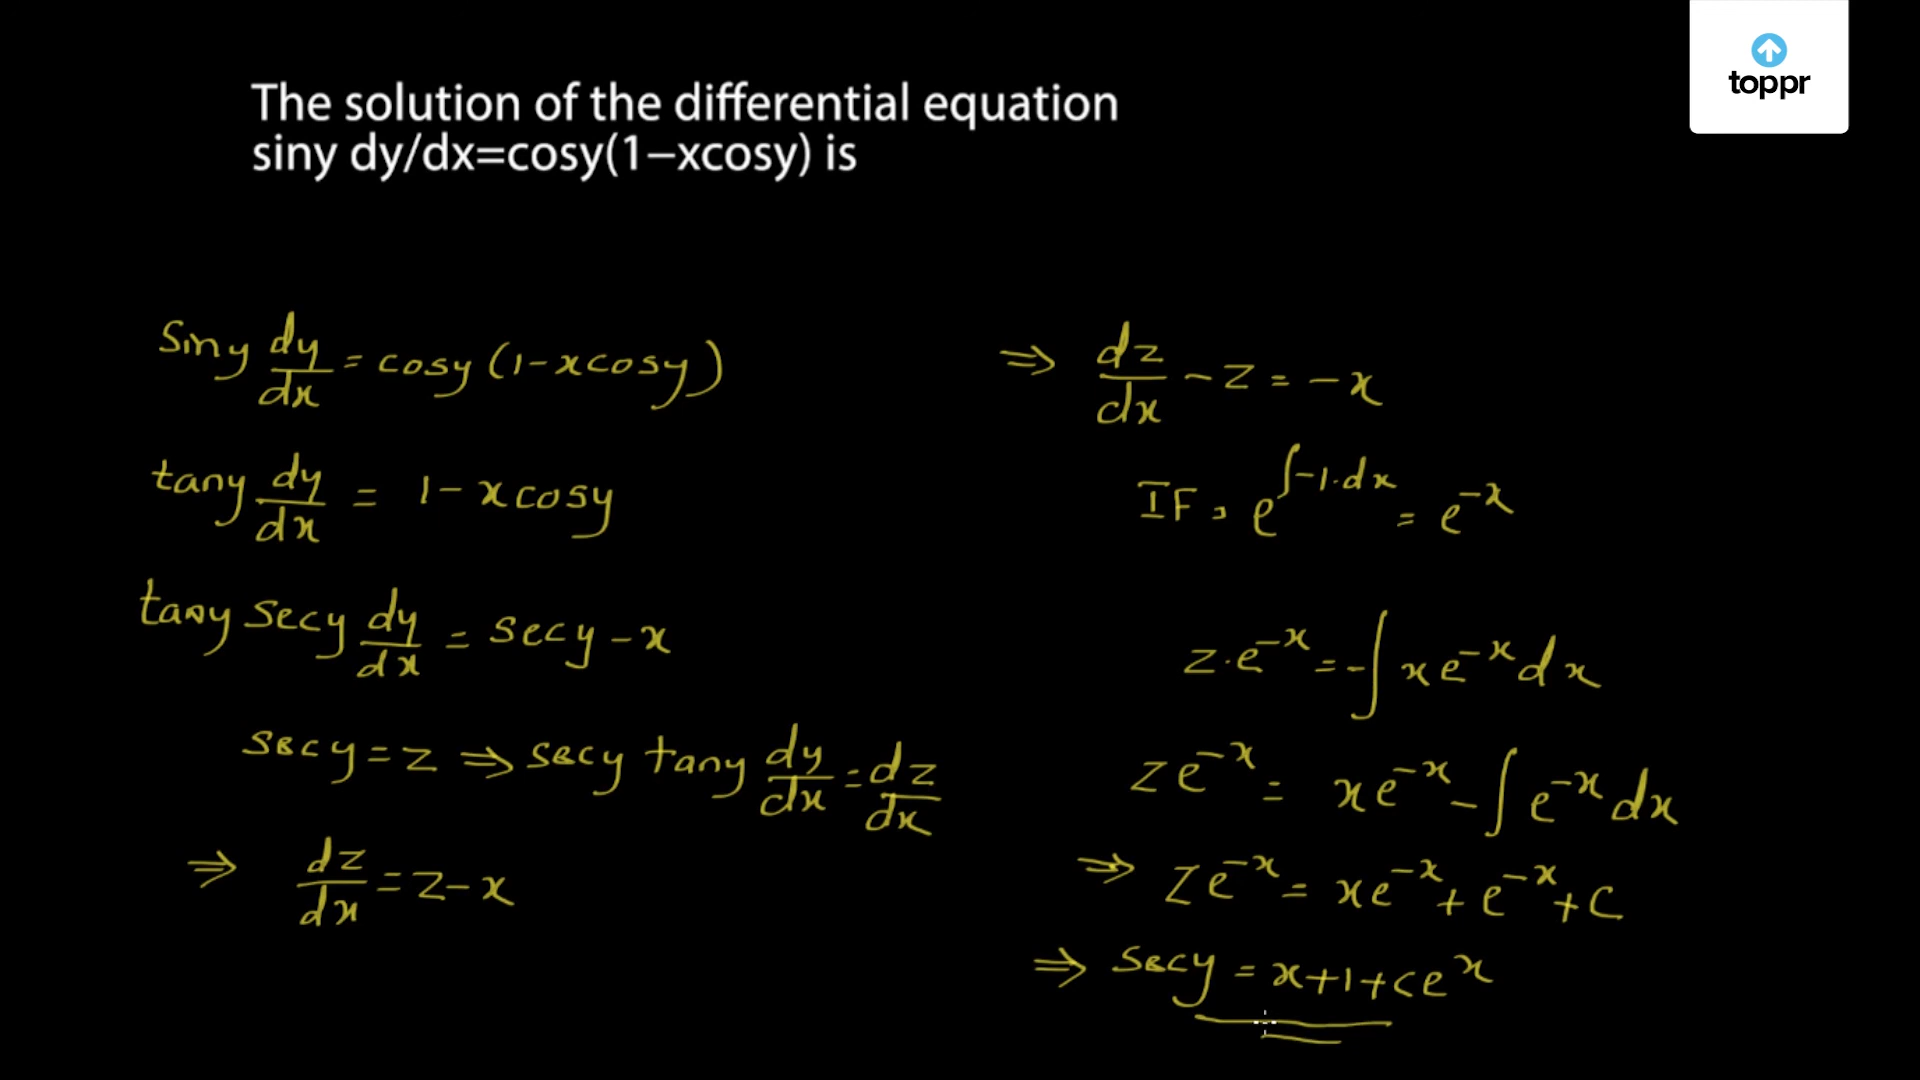 The solution of the differential equation
siny dy/dx=cosy(1−xcosy) is
toppr
Siny dy/dx = cosy (1-xcosy)
tany dy/dx = 1-xcosy
tany Secy dy/dx = Secy-x
Secy=z ⇒ Secy tany dy/dx = dz/dx
⇒ dz/dx = z-x
⇒ dz/dx - z = -x
IF = e^∫-1.dx = e^-x
z.e^-x = -∫xe^-x dx
ze^-x = xe^-x - ∫e^-x dx
⇒ ze^-x = xe^-x + e^-x + c
⇒ Secy = x+1+ce^x